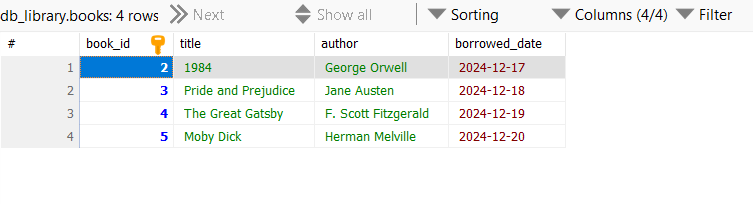 db_library.books: 4 rows Next Show all Sorting Columns (4/4) Filter
# book_id title author borrowed_date
1 2 1984 George Orwell 2024-12-17
2 3 Pride and Prejudice Jane Austen 2024-12-18
3 4 The Great Gatsby F. Scott Fitzgerald 2024-12-19
4 5 Moby Dick Herman Melville 2024-12-20